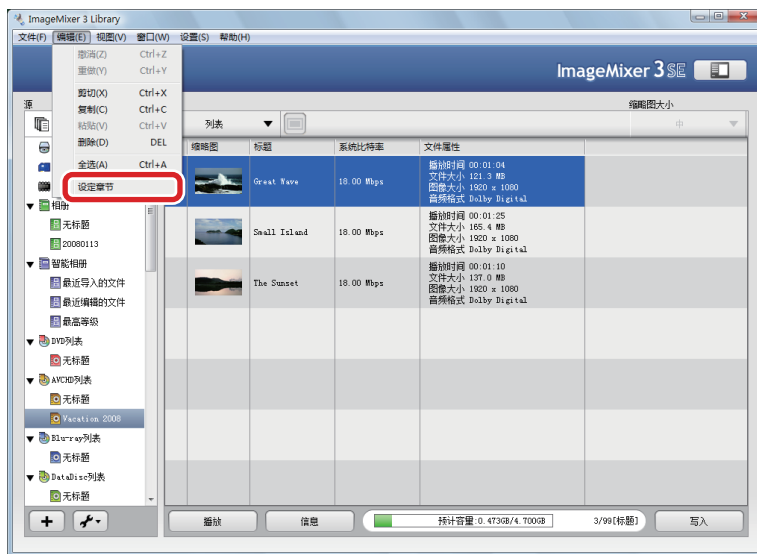 ImageMixer 3 Library
文件(F) 编辑(E) 视图(V) 窗口(W) 设置(S) 帮助(H)
撤消(Z) Ctrl+Z
重做(Y) Ctrl+Y
剪切(X) Ctrl+X
复制(C) Ctrl+C
粘贴(V) Ctrl+V
删除(D) DEL
全选(A) Ctrl+A
设定章节
ImageMixer 3 SE
源
缩略图大小
列表
中
缩略图 标题 系统比特率 文件属性
Great Wave 18.00 Mbps
播放时间 00:01:04
文件大小 121.3 MB
图像大小 1920 x 1080
音频格式 Dolby Digital
Small Island 18.00 Mbps
播放时间 00:01:25
文件大小 165.4 MB
图像大小 1920 x 1080
音频格式 Dolby Digital
The Sunset 18.00 Mbps
播放时间 00:01:10
文件大小 137.0 MB
图像大小 1920 x 1080
音频格式 Dolby Digital
相册
无标题
20080113
智能相册
最近导入的文件
最近编辑的文件
最高等级
DVD列表
无标题
AVCHD列表
无标题
Vacation 2008
Blu-ray列表
无标题
DataDisc列表
无标题
播放 信息 预计容量:0.473GB/4.700GB 3/99[标题] 写入